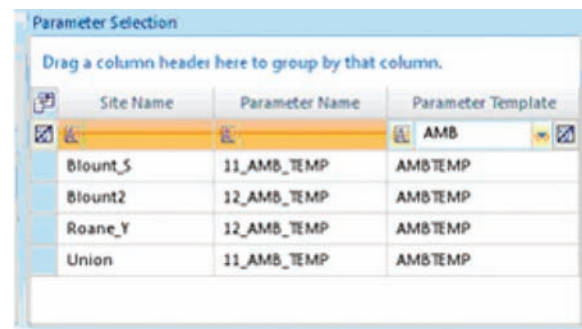 Parameter Selection
Drag a column header here to group by that column.
Site Name Parameter Name Parameter Template
AMB
Blount_S 11_AMB_TEMP AMBTEMP
Blount2 12_AMB_TEMP AMBTEMP
Roane_Y 12_AMB_TEMP AMBTEMP
Union 11_AMB_TEMP AMBTEMP